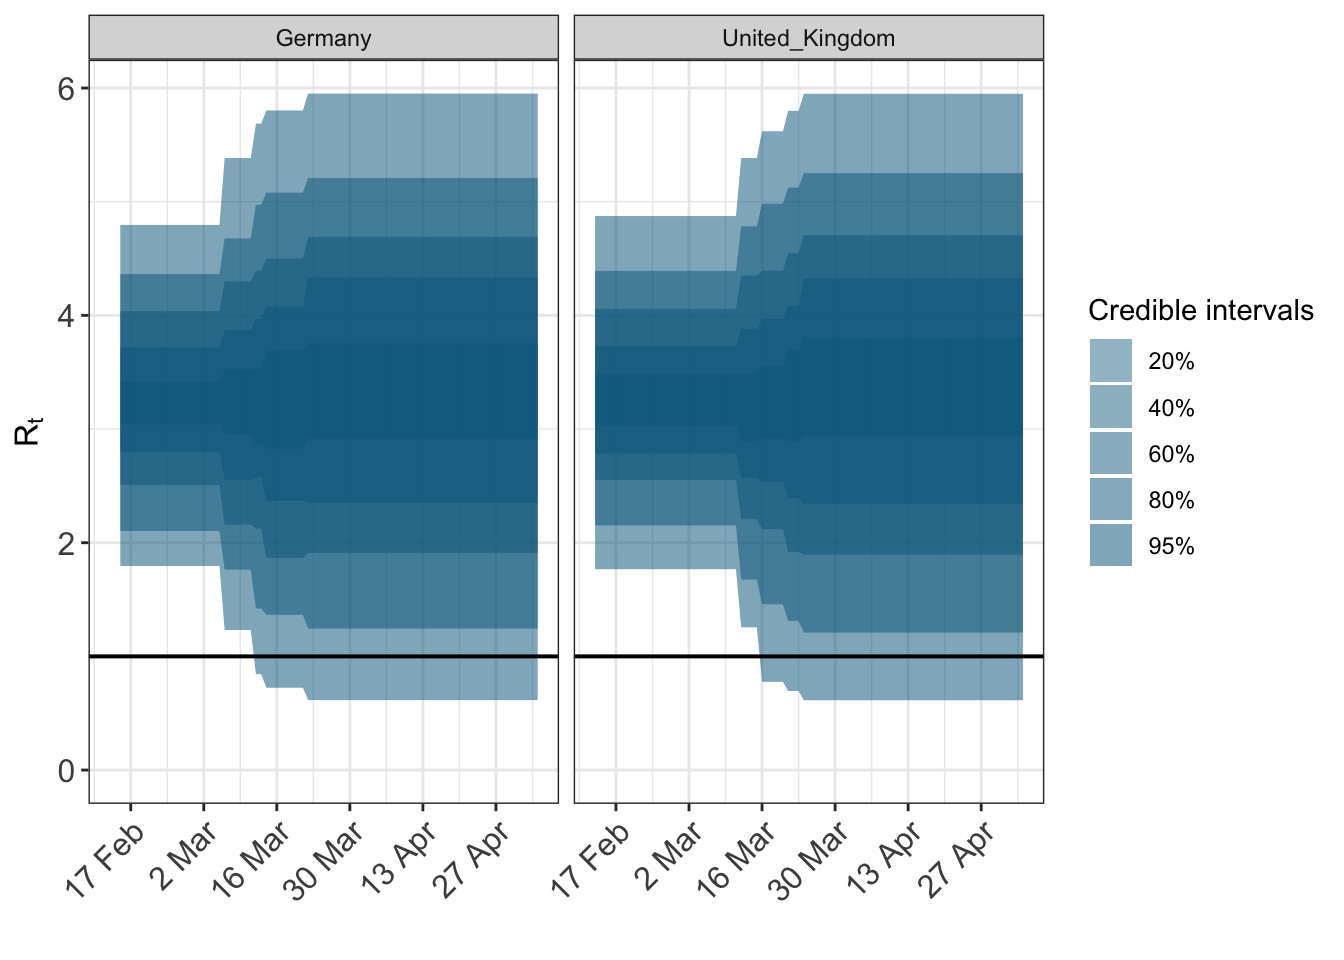 Germany
United_Kingdom
6
4
2
0
Rt
17 Feb
2 Mar
16 Mar
30 Mar
13 Apr
27 Apr
17 Feb
2 Mar
16 Mar
30 Mar
13 Apr
27 Apr
Credible intervals
20%
40%
60%
80%
95%